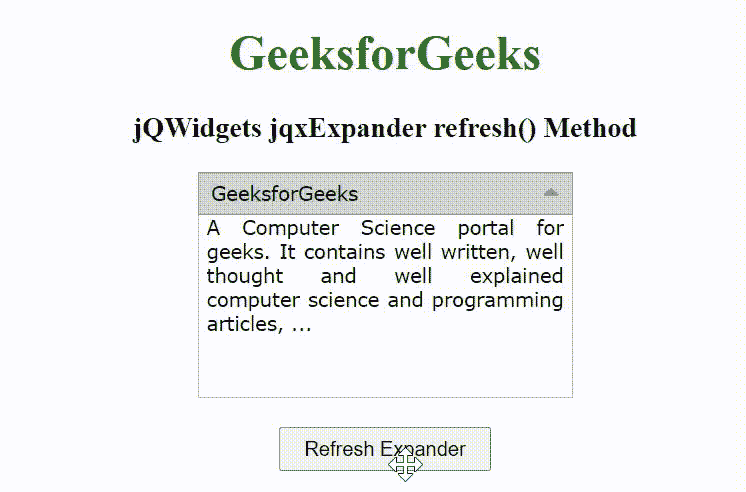 GeeksforGeeks
jQWidgets jqxExpander refresh() Method
GeeksforGeeks
A Computer Science portal for
geeks. It contains well written, well
thought and well explained
computer science and programming
articles, ...
Refresh Expander